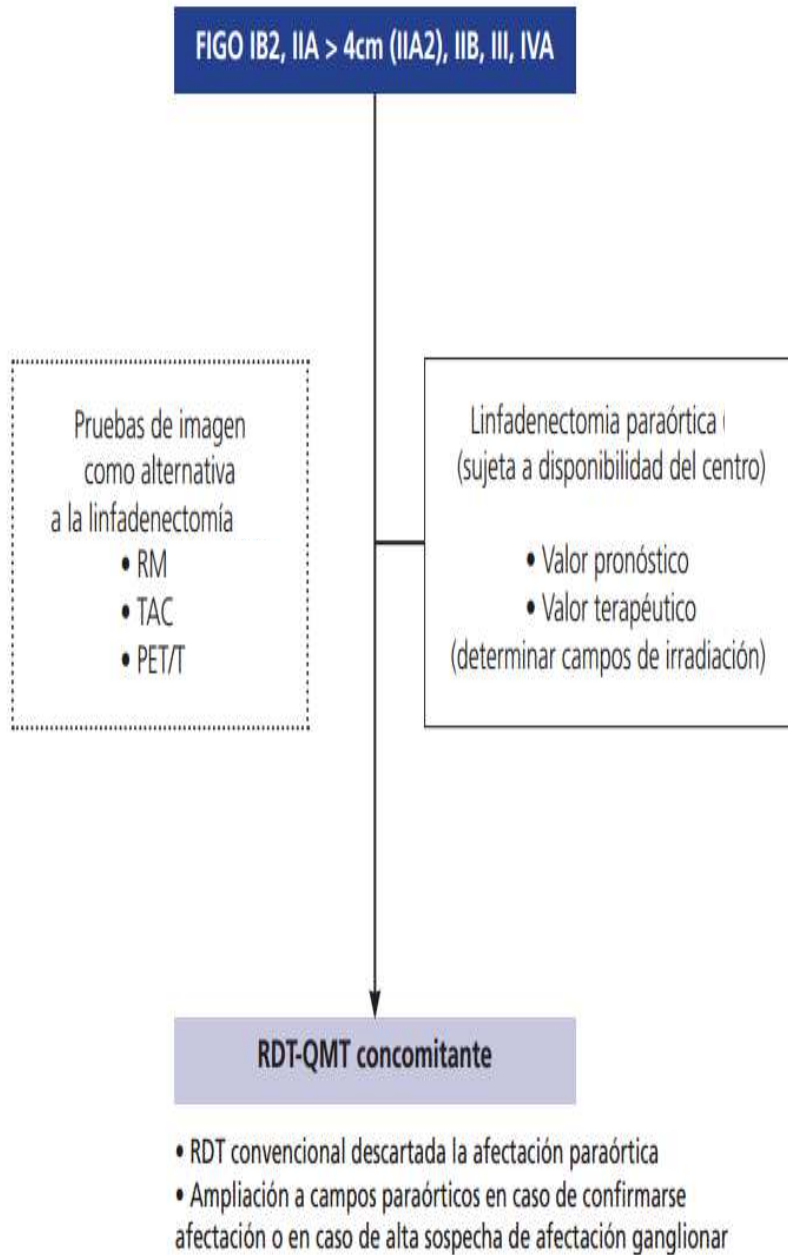 FIGO IB2, IIA > 4cm (IIA2), IIB, III, IVA
Pruebas de imagen
como alternativa
a la linfadenectomía
• RM
• TAC
• PET/T
Linfadenectomia paraórtica (
(sujeta a disponibilidad del centro)
• Valor pronóstico
• Valor terapéutico
(determinar campos de irradiación)
RDT-QMT concomitante
• RDT convencional descartada la afectación paraórtica
• Ampliación a campos paraórticos en caso de confirmarse
afectación o en caso de alta sospecha de afectación ganglionar